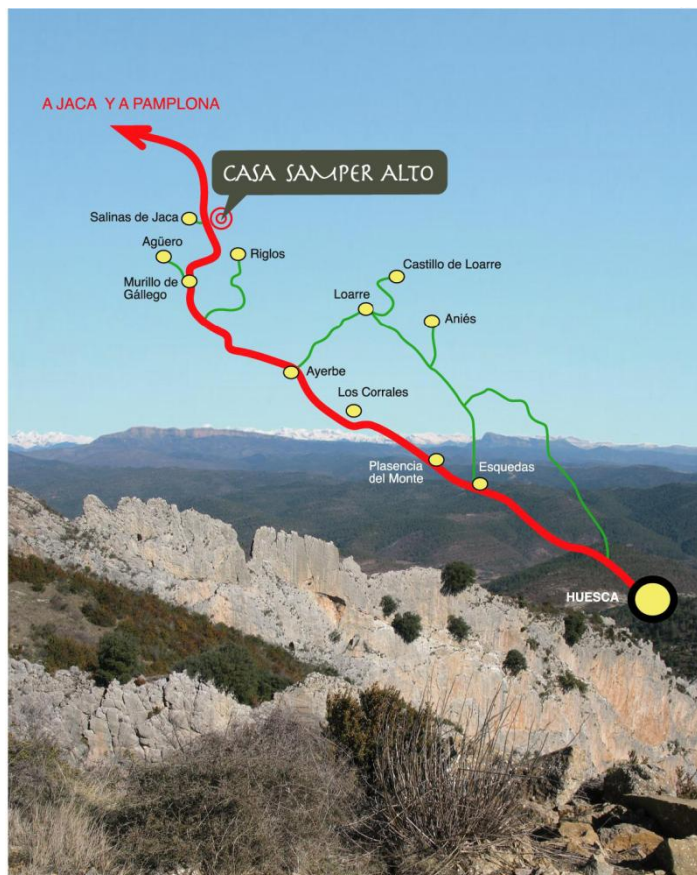 A JACA Y A PAMPLONA
CASA SAMPER ALTO
Salinas de Jaca
Agüero
Riglos
Murillo de
Gállego
Castillo de Loarre
Loarre
Aniés
Ayerbe
Los Corrales
Plasencia
del Monte
Esquedas
HUESCA